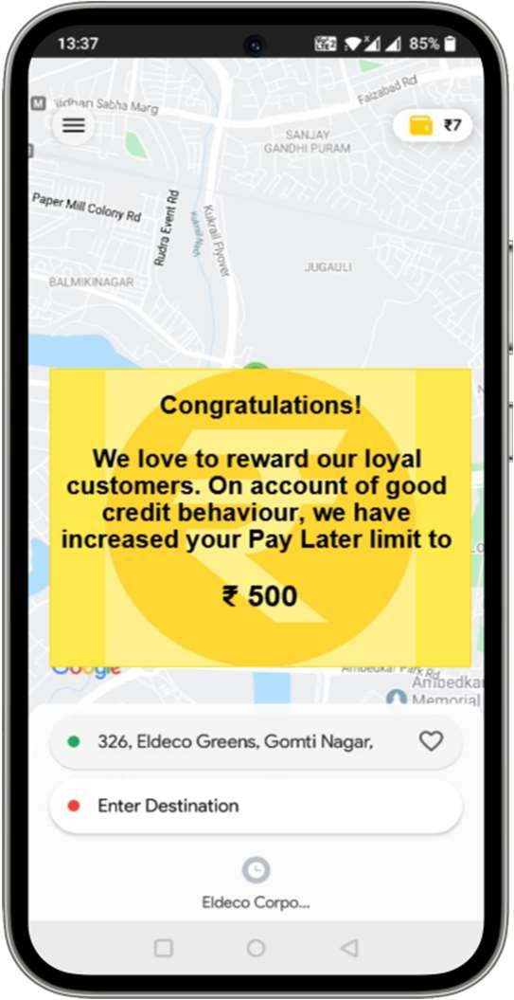 13:37
85%
Vidhan Sabha Marg
Faizabad Rd
₹7
SANJAY
GANDHI PURAM
Paper Mill Colony Rd
Rudra Event Rd
Kukrail Flyover
JUGAULI
BALMIKINAGAR
Congratulations!
We love to reward our loyal
customers. On account of good
credit behaviour, we have
increased your Pay Later limit to
₹ 500
Google
Ambedkar Park Rd
Ambedka
Memorial
326, Eldeco Greens, Gomti Nagar,
Enter Destination
Eldeco Corpo...